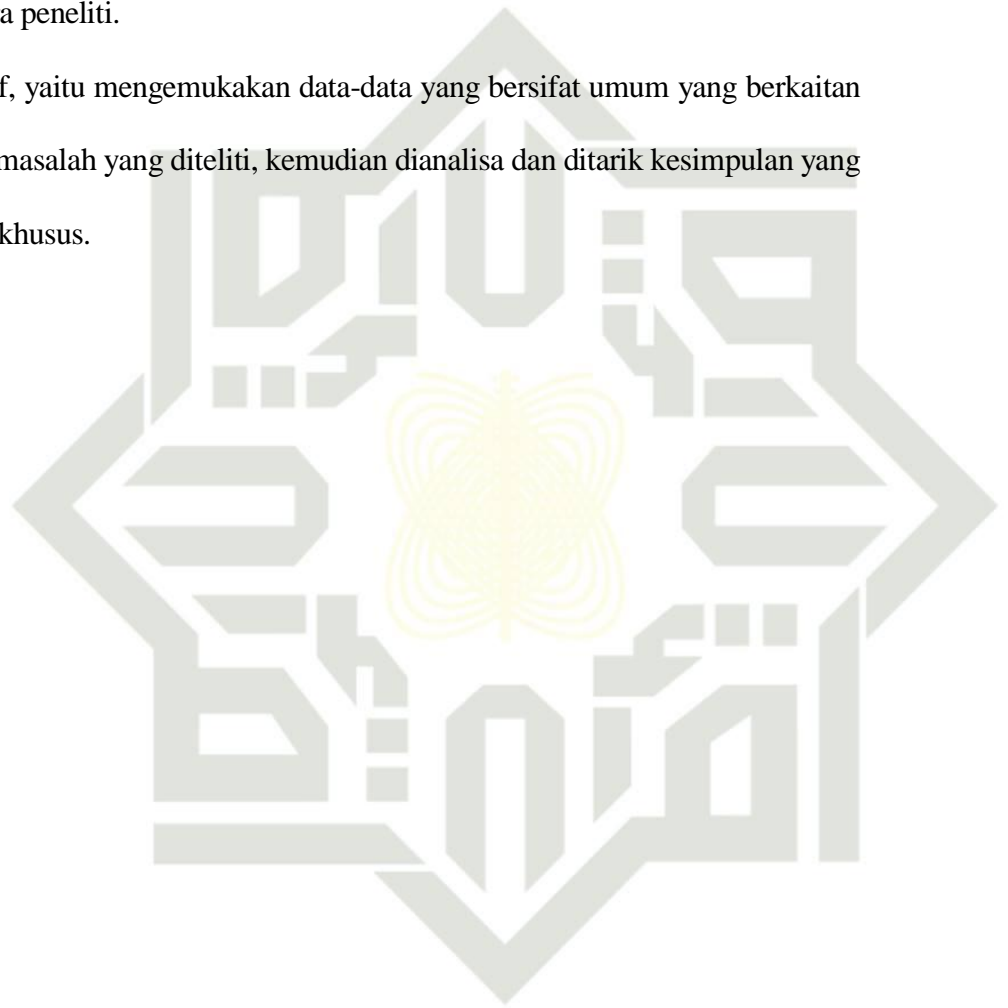 a peneliti.
f, yaitu mengemukakan data-data yang bersifat umum yang berkaitan
masalah yang diteliti, kemudian dianalisa dan ditarik kesimpulan yang
khusus.